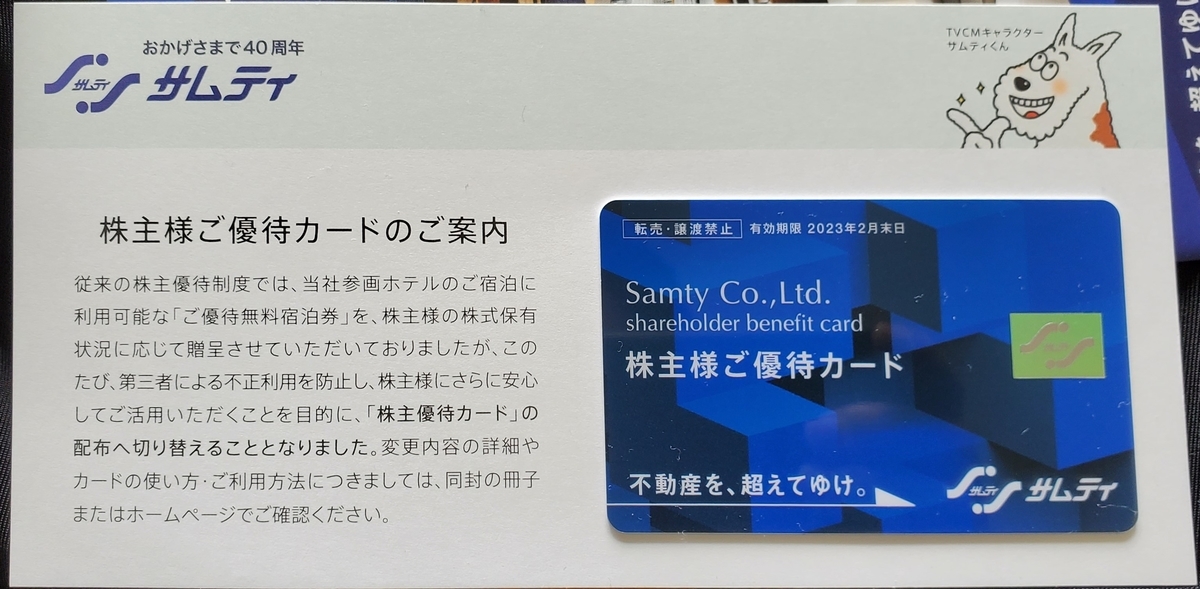 おかげさまで40周年
サムティ
サムティ
TVCMキャラクター
サムティくん
株主様ご優待カードのご案内
従来の株主優待制度では、当社参画ホテルのご宿泊に
利用可能な「ご優待無料宿泊券」を、株主様の株式保有
状況に応じて贈呈させていただいておりましたが、この
たび、第三者による不正利用を防止し、株主様にさらに安心
してご活用いただくことを目的に、「株主優待カード」の
配布へ切り替えることとなりました。変更内容の詳細や
カードの使い方・ご利用方法につきましては、同封の冊子
またはホームページでご確認ください。
転売・譲渡禁止 有効期限 2023年2月末日
Samty Co.,Ltd.
shareholder benefit card
株主様ご優待カード
不動産を、超えてゆけ。
サムティ サムティ
超えてゆ